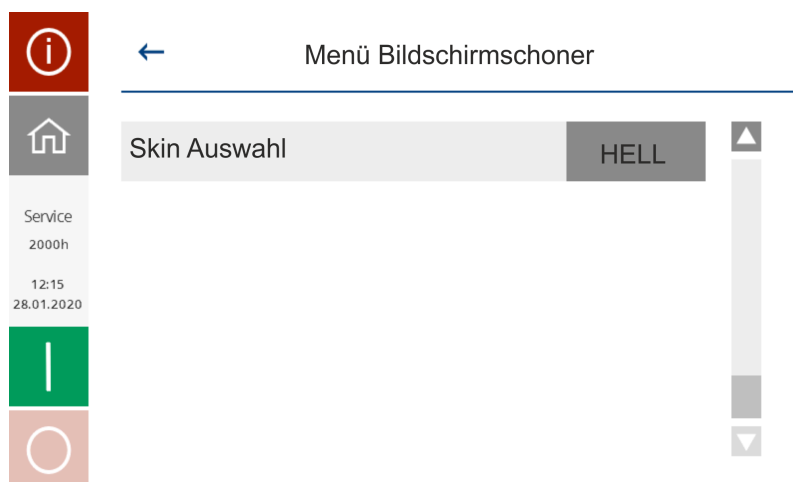 Menü Bildschirmschoner
Skin Auswahl
HELL
Service
2000h
12:15
28.01.2020